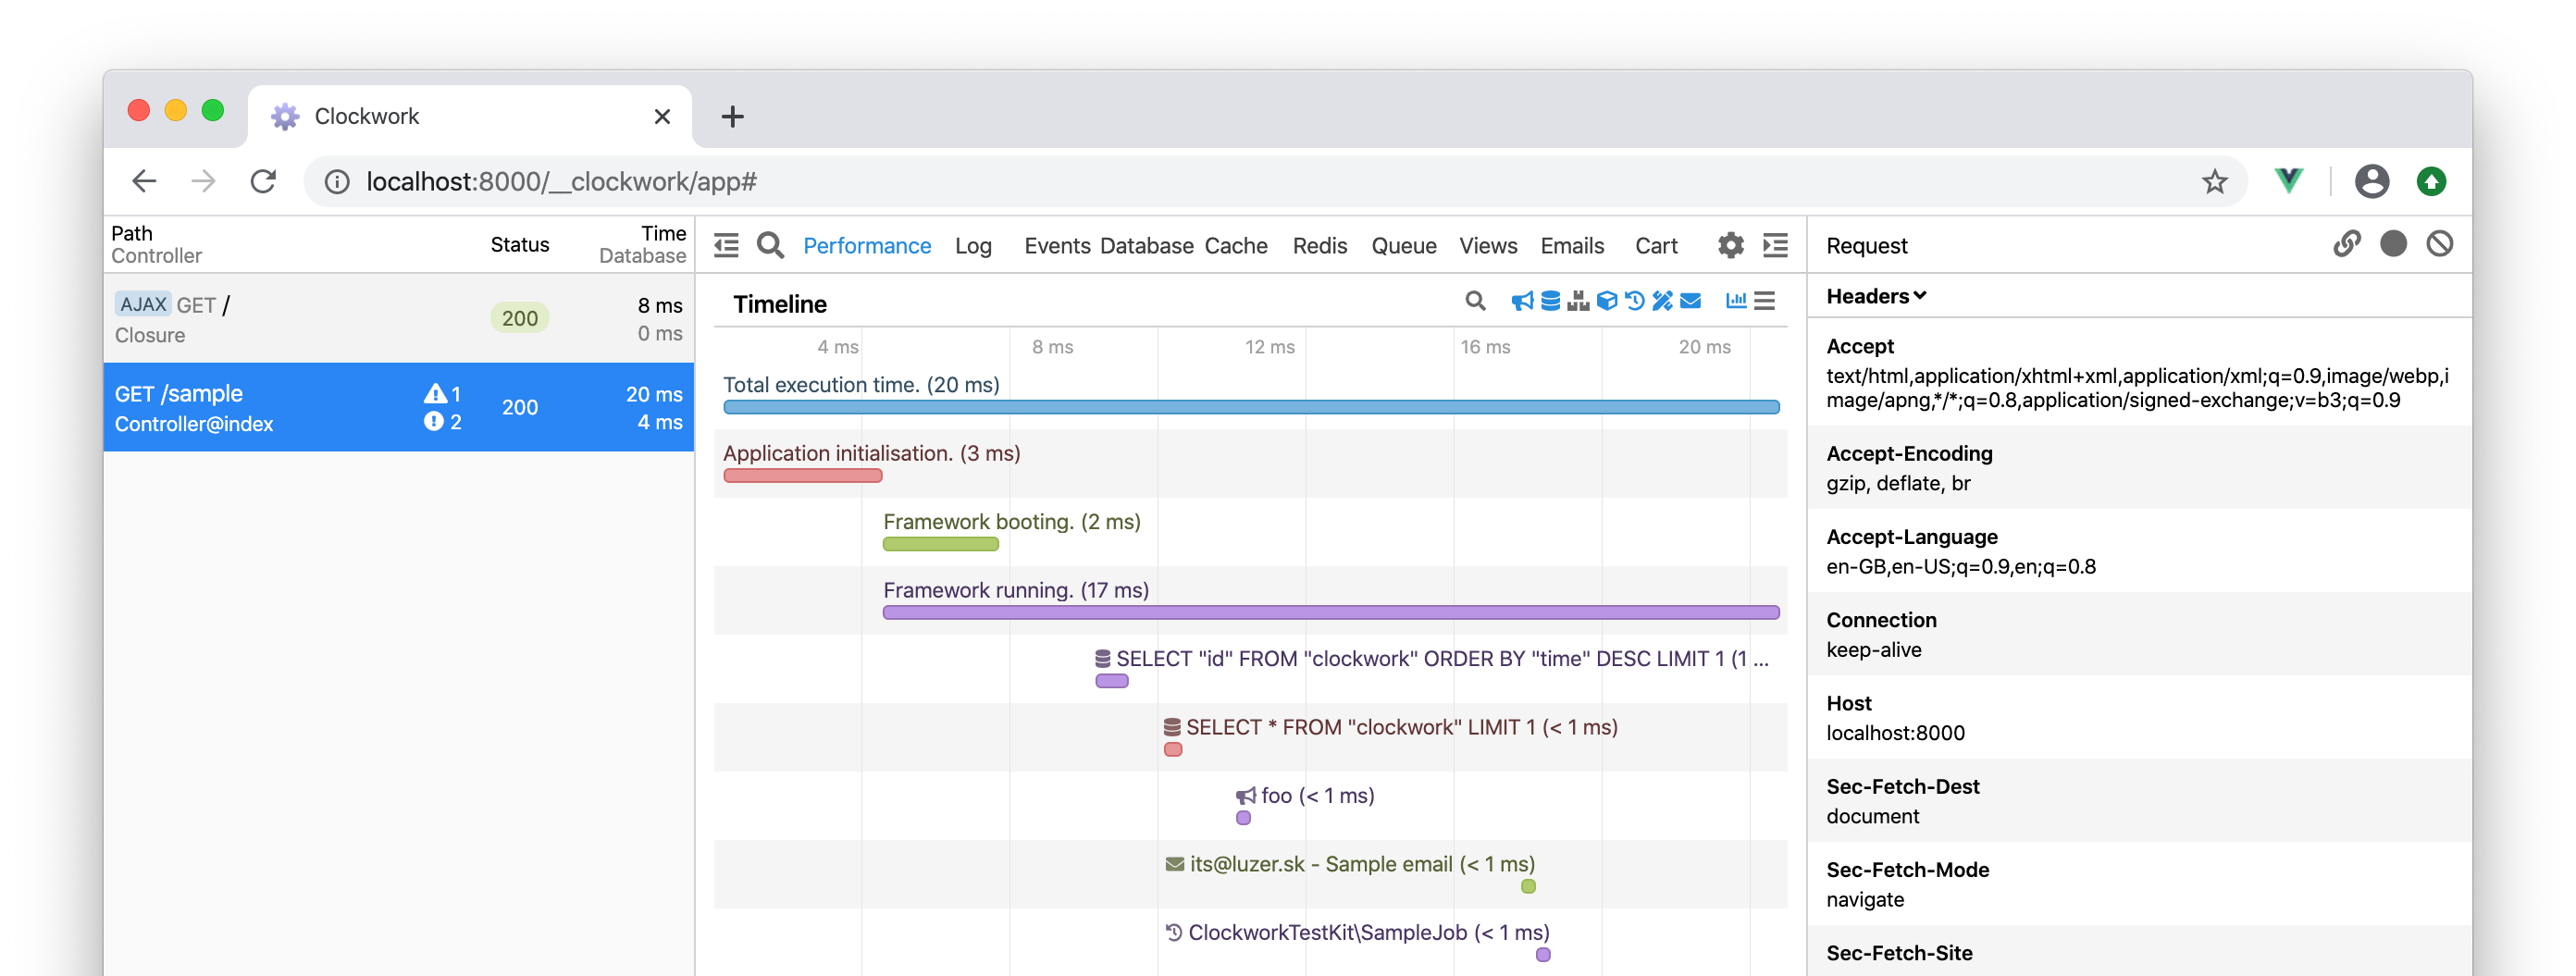 Clockwork
localhost:8000/__clockwork/app#
Path
Controller
Status
Time
Database
AJAX GET /
Closure
200
8 ms
0 ms
GET /sample
Controller@index
1
2
200
20 ms
4 ms
Performance Log Events Database Cache Redis Queue Views Emails Cart
Timeline
4 ms 8 ms 12 ms 16 ms 20 ms
Total execution time. (20 ms)
Application initialisation. (3 ms)
Framework booting. (2 ms)
Framework running. (17 ms)
SELECT "id" FROM "clockwork" ORDER BY "time" DESC LIMIT 1 (1 ...
SELECT * FROM "clockwork" LIMIT 1 (< 1 ms)
foo (< 1 ms)
its@luzer.sk - Sample email (< 1 ms)
ClockworkTestKit\SampleJob (< 1 ms)
Request
Headers
Accept
text/html,application/xhtml+xml,application/xml;q=0.9,image/webp,i
mage/apng,*/*;q=0.8,application/signed-exchange;v=b3;q=0.9
Accept-Encoding
gzip, deflate, br
Accept-Language
en-GB,en-US;q=0.9,en;q=0.8
Connection
keep-alive
Host
localhost:8000
Sec-Fetch-Dest
document
Sec-Fetch-Mode
navigate
Sec-Fetch-Site